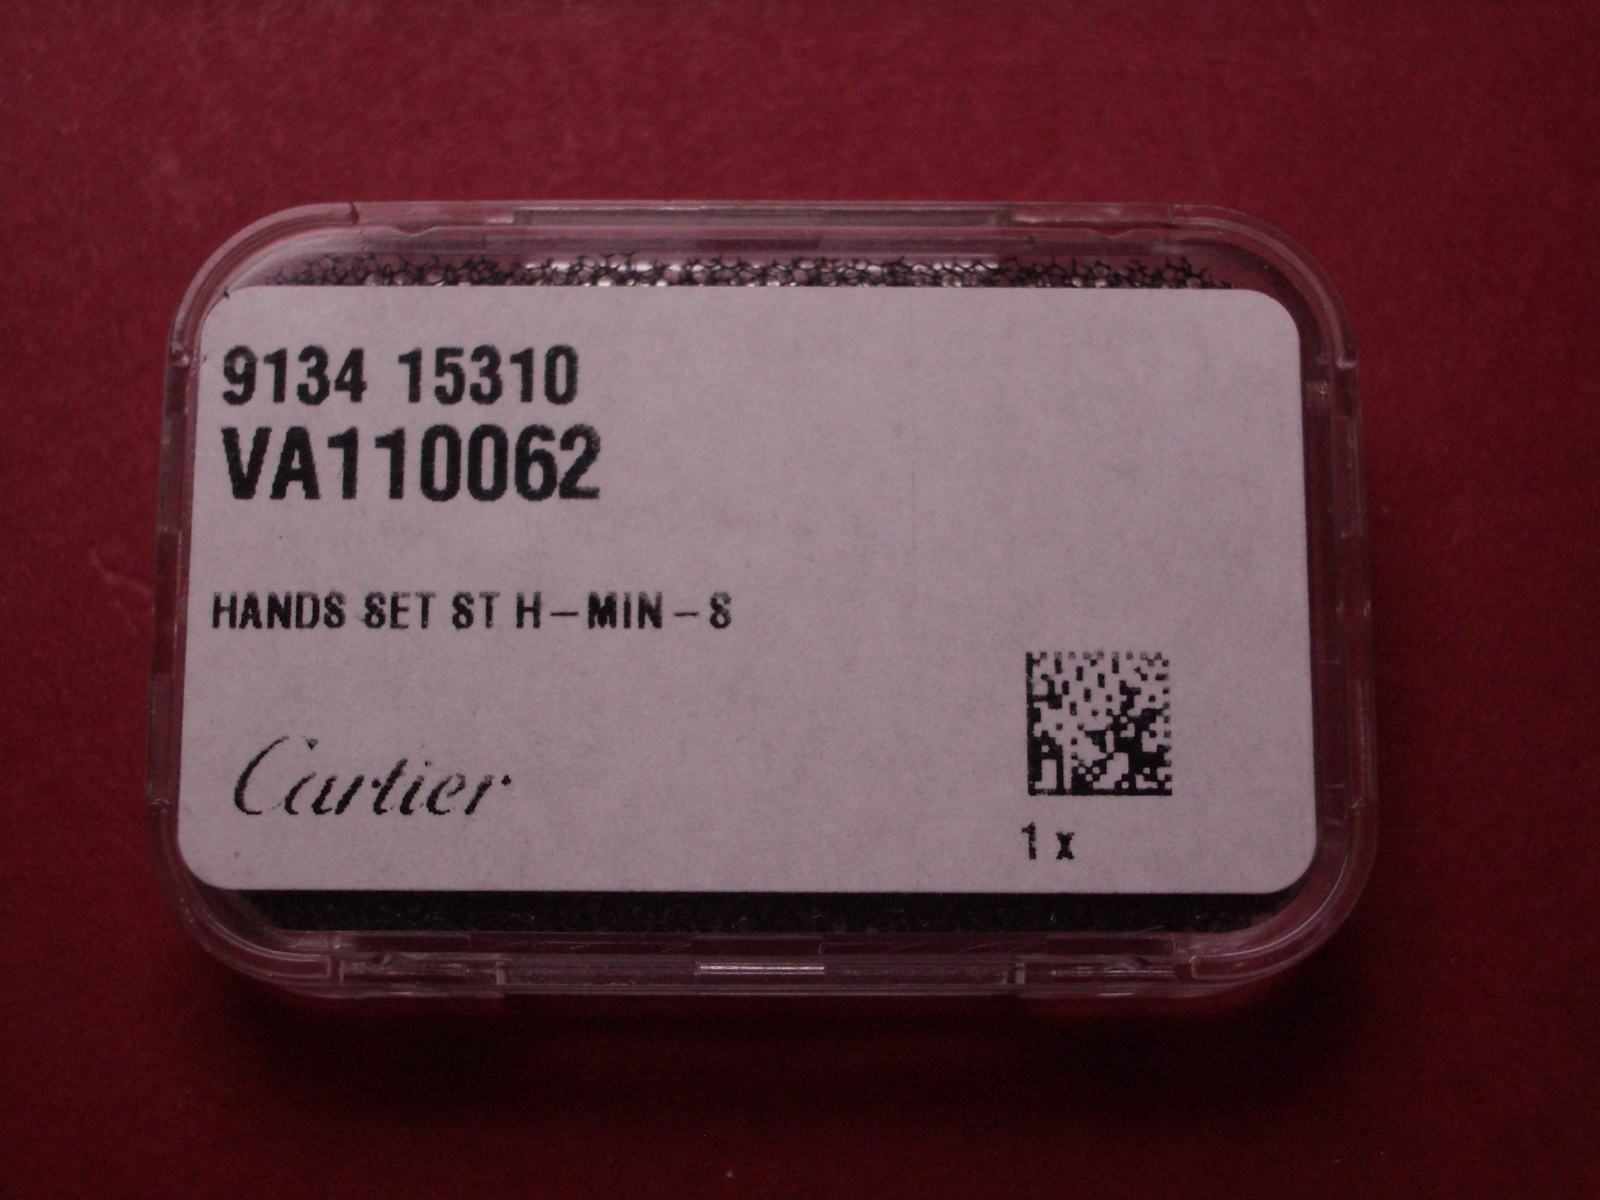 9134 15310
VA110062
HANDS SET ST H-MIN-S
Cartier
1 x